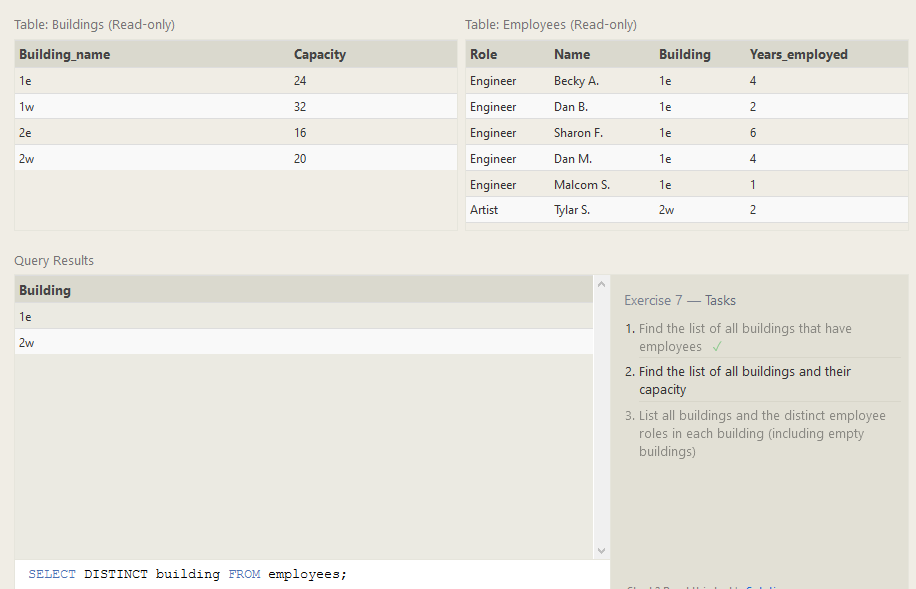 Table: Buildings (Read-only)
Building_name Capacity
1e 24
1w 32
2e 16
2w 20
Table: Employees (Read-only)
Role Name Building Years_employed
Engineer Becky A. 1e 4
Engineer Dan B. 1e 2
Engineer Sharon F. 1e 6
Engineer Dan M. 1e 4
Engineer Malcom S. 1e 1
Artist Tylar S. 2w 2
Query Results
Building
1e
2w
Exercise 7 — Tasks
1. Find the list of all buildings that have
employees ✓
2. Find the list of all buildings and their
capacity
3. List all buildings and the distinct employee
roles in each building (including empty
buildings)
SELECT DISTINCT building FROM employees;